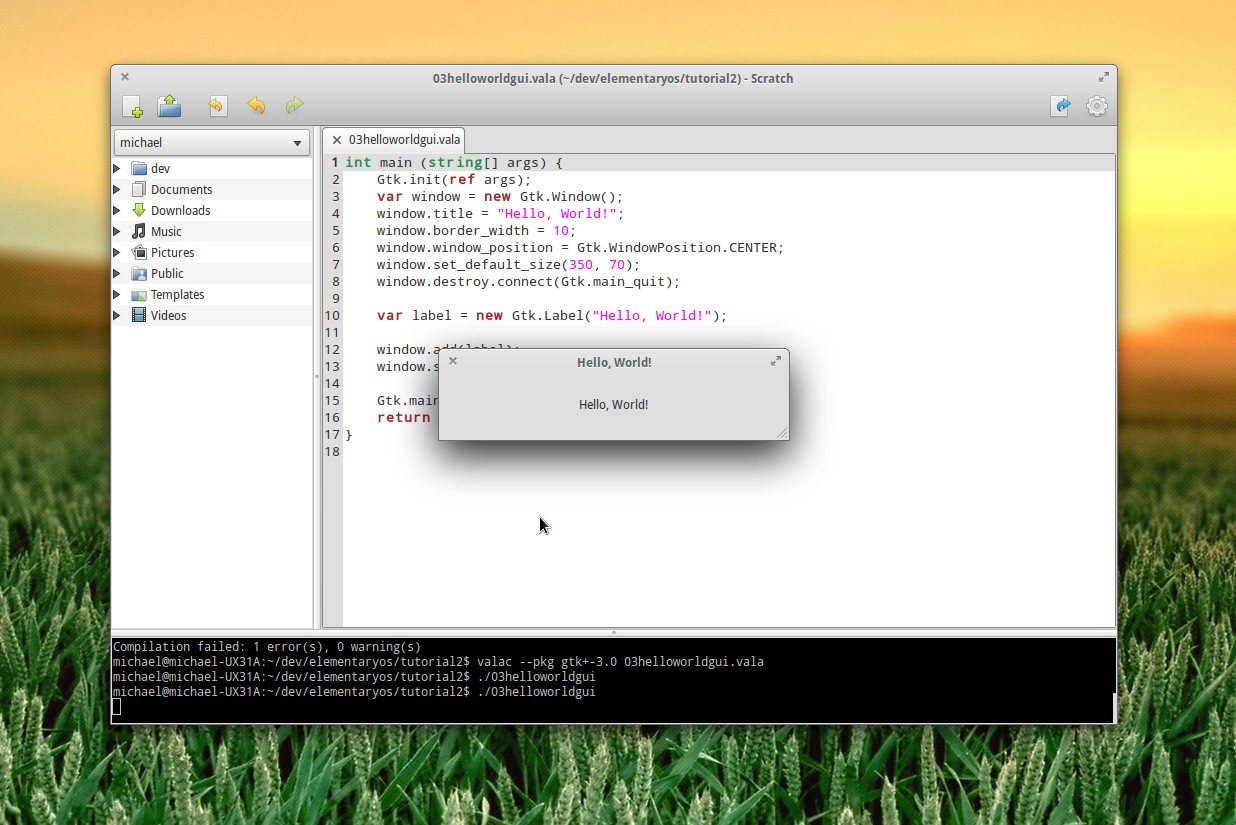 03helloworldgui.vala (~/dev/elementaryos/tutorial2) - Scratch
michael
dev
Documents
Downloads
Music
Pictures
Public
Templates
Videos
03helloworldgui.vala
1 int main (string[] args) {
2     Gtk.init(ref args);
3     var window = new Gtk.Window();
4     window.title = "Hello, World!";
5     window.border_width = 10;
6     window.window_position = Gtk.WindowPosition.CENTER;
7     window.set_default_size(350, 70);
8     window.destroy.connect(Gtk.main_quit);
9
10     var label = new Gtk.Label("Hello, World!");
11
12     window.add(label);
13     window.s
14
15     Gtk.main
16     return
17 }
18
Hello, World!
Hello, World!
Compilation failed: 1 error(s), 0 warning(s)
michael@michael-UX31A:~/dev/elementaryos/tutorial2$ valac --pkg gtk+-3.0 03helloworldgui.vala
michael@michael-UX31A:~/dev/elementaryos/tutorial2$ ./03helloworldgui
michael@michael-UX31A:~/dev/elementaryos/tutorial2$ ./03helloworldgui